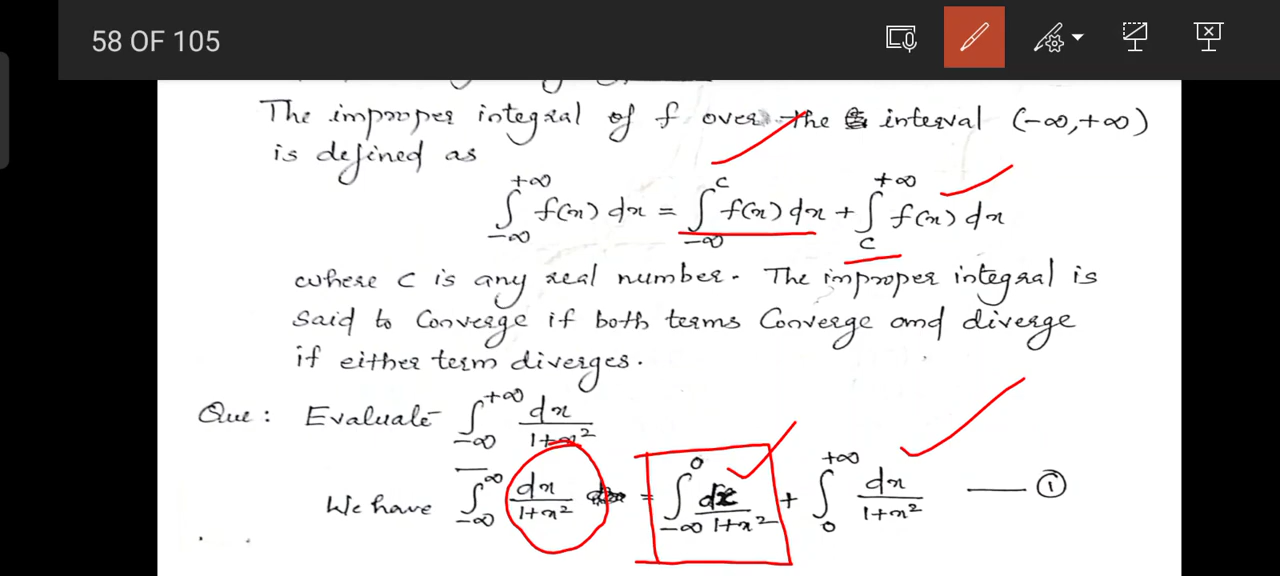 58 OF 105
The improper integral of f over the interval (-∞,+∞)
is defined as
∫_{-∞}^{+∞} f(x) dx = ∫_{-∞}^{c} f(x) dx + ∫_{c}^{+∞} f(x) dx
where C is any real number. The improper integral is
said to Converge if both terms Converge and diverge
if either term diverges.
Que : Evaluate ∫_{-∞}^{+∞} dx/1+x²
We have ∫_{-∞}^{∞} dx/1+x² = ∫_{-∞}^{0} dx/1+x² + ∫_{0}^{+∞} dx/1+x² — ①